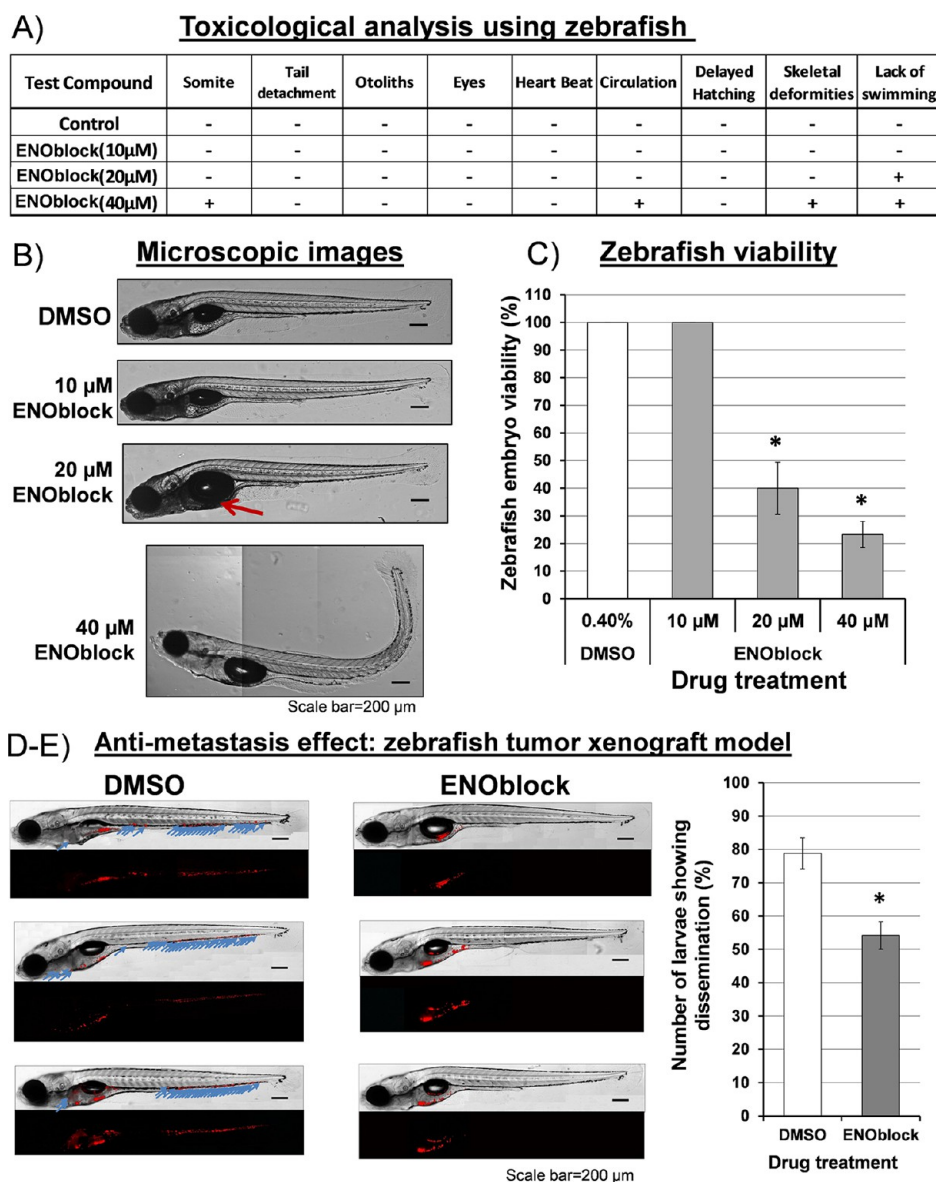 A) Toxicological analysis using zebrafish
Test Compound Somite Tail detachment Otoliths Eyes Heart Beat Circulation Delayed Hatching Skeletal deformities Lack of swimming
Control - - - - - - - - -
ENOblock(10μM) - - - - - - - - -
ENOblock(20μM) - - - - - - - - +
ENOblock(40μM) + - - - - + - + +
B) Microscopic images
DMSO
10 μM
ENOblock
20 μM
ENOblock
40 μM
ENOblock
Scale bar=200 μm
C) Zebrafish viability
Zebrafish embryo viability (%)
110
100
90
80
70
60
50
40
30
20
10
0
* *
0.40% 10 μM 20 μM 40 μM
DMSO ENOblock
Drug treatment
D-E) Anti-metastasis effect: zebrafish tumor xenograft model
DMSO ENOblock
Scale bar=200 μm
Number of larvae showing
dissemination (%)
100
90
80
70
60
50
40
30
20
10
0
*
DMSO ENOblock
Drug treatment